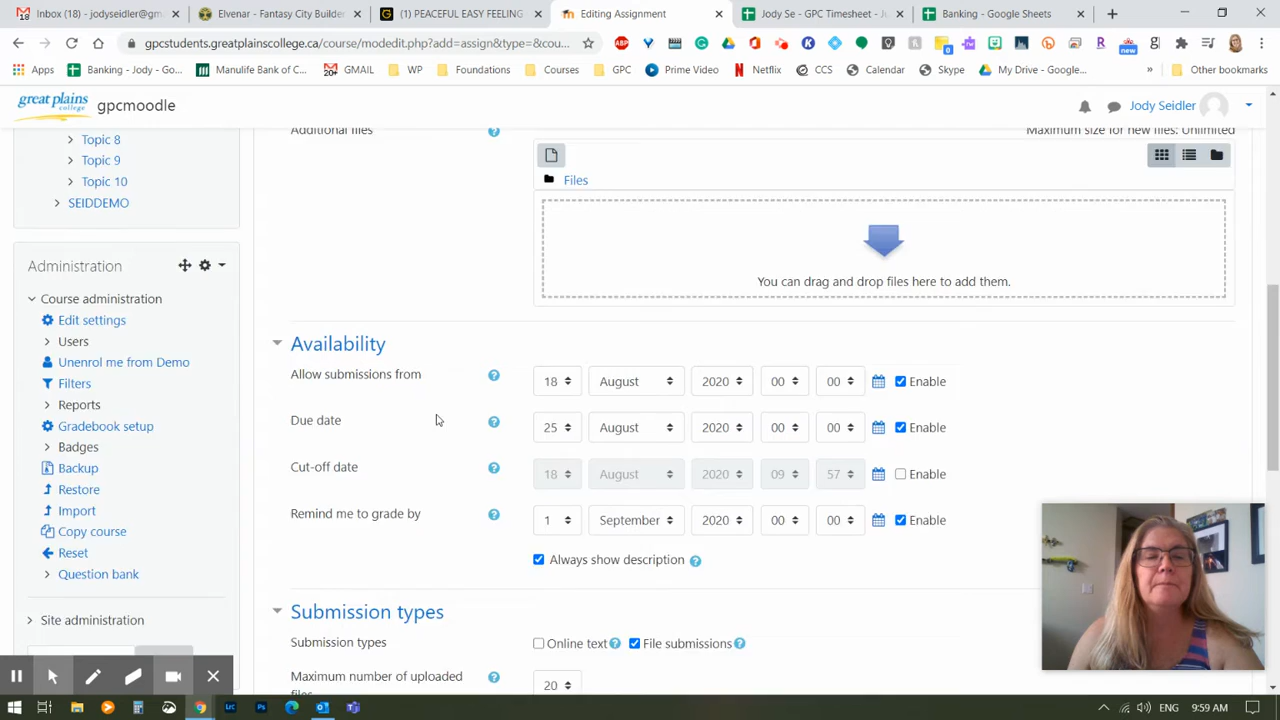 Inbox (18) - jodyseidler@gm
Elvenar - Fantasy City Builder
(1) PEACEFUL EASY FEELING
Editing Assignment
Jody Se - GPC Timesheet - Ju
Banking - Google Sheets
gpcstudents.greatplainscollege.ca/course/modedit.php?add=assign&type=&cou...
Apps
Banking - Jody - Go...
Manulife Bank of C...
GMAIL
WP
Foundations
Courses
GPC
Prime Video
Netflix
CCS
Calendar
Skype
My Drive - Google...
Other bookmarks
great plains college
gpcmoodle
Jody Seidler
Topic 8
Topic 9
Topic 10
SEIDDEMO
Administration
Course administration
Edit settings
Users
Unenrol me from Demo
Filters
Reports
Gradebook setup
Badges
Backup
Restore
Import
Copy course
Reset
Question bank
Site administration
Additional files
Maximum size for new files: Unlimited
Files
You can drag and drop files here to add them.
Availability
Allow submissions from 18 August 2020 00 00 Enable
Due date 25 August 2020 00 00 Enable
Cut-off date 18 August 2020 09 57 Enable
Remind me to grade by 1 September 2020 00 00 Enable
Always show description
Submission types
Submission types Online text File submissions
Maximum number of uploaded
files 20
ENG 9:59 AM